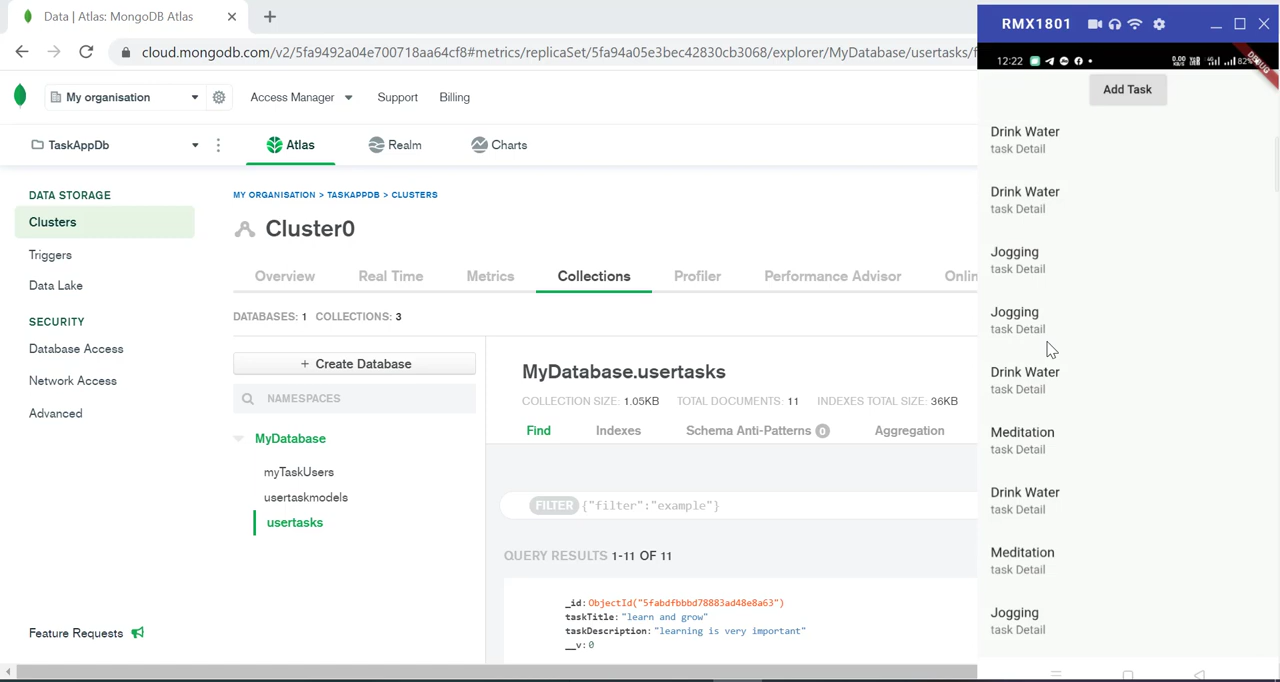 Data | Atlas: MongoDB Atlas
cloud.mongodb.com/v2/5fa9492a04e700718aa64cf8#metrics/replicaSet/5fa94a05e3bec42830cb3068/explorer/MyDatabase/usertasks/f
My organisation
Access Manager
Support
Billing
TaskAppDb
Atlas
Realm
Charts
DATA STORAGE
Clusters
Triggers
Data Lake
SECURITY
Database Access
Network Access
Advanced
Feature Requests
MY ORGANISATION > TASKAPPDB > CLUSTERS
Cluster0
Overview
Real Time
Metrics
Collections
Profiler
Performance Advisor
Onlin
DATABASES: 1 COLLECTIONS: 3
+ Create Database
NAMESPACES
MyDatabase
myTaskUsers
usertaskmodels
usertasks
MyDatabase.usertasks
COLLECTION SIZE: 1.05KB TOTAL DOCUMENTS: 11 INDEXES TOTAL SIZE: 36KB
Find
Indexes
Schema Anti-Patterns 0
Aggregation
FILTER {"filter":"example"}
QUERY RESULTS 1-11 OF 11
_id: ObjectId("5fabdfbbbd78883ad48e8a63")
taskTitle: "learn and grow"
taskDescription: "learning is very important"
__v: 0
RMX1801
12:22
0.00 KB/S
82%
DEBUG
Add Task
Drink Water
task Detail
Drink Water
task Detail
Jogging
task Detail
Jogging
task Detail
Drink Water
task Detail
Meditation
task Detail
Drink Water
task Detail
Meditation
task Detail
Jogging
task Detail